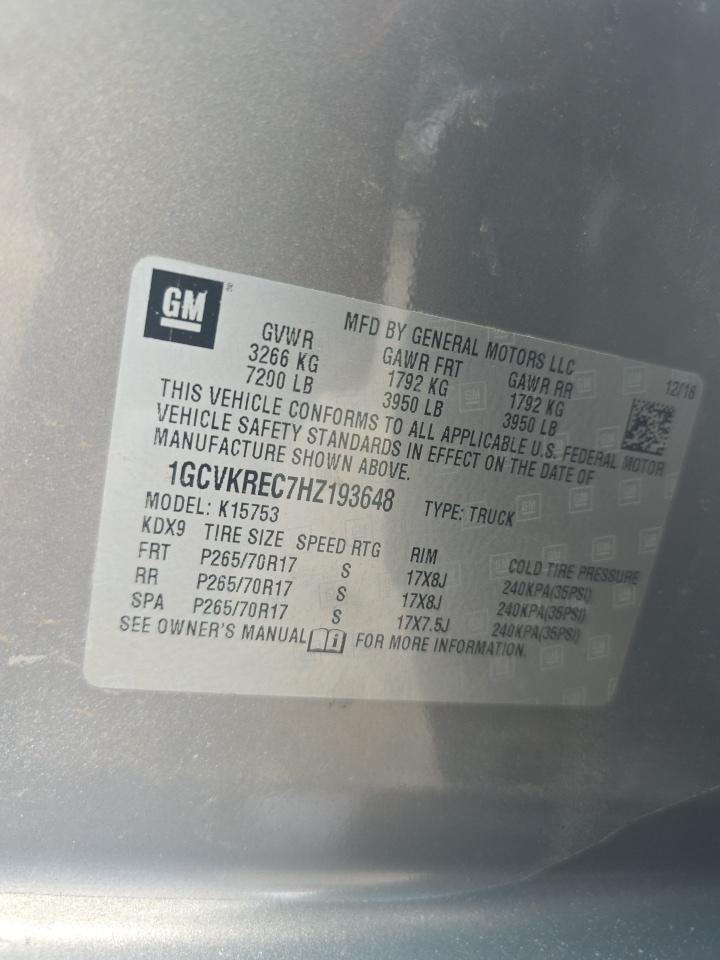 GM
MFD BY GENERAL MOTORS LLC
GVWR GAWR FRT GAWR RR 12/16
3266 KG 1792 KG 1792 KG
7200 LB 3950 LB 3950 LB
THIS VEHICLE CONFORMS TO ALL APPLICABLE U.S. FEDERAL MOTOR
VEHICLE SAFETY STANDARDS IN EFFECT ON THE DATE OF
MANUFACTURE SHOWN ABOVE.
1GCVKREC7HZ193648 TYPE: TRUCK
MODEL: K15753
KDX9 TIRE SIZE SPEED RTG RIM COLD TIRE PRESSURE
FRT P265/70R17 S 17X8J 240KPA(35PSI)
RR P265/70R17 S 17X8J 240KPA(35PSI)
SPA P265/70R17 S 17X7.5J 240KPA(35PSI)
SEE OWNER'S MANUAL FOR MORE INFORMATION.